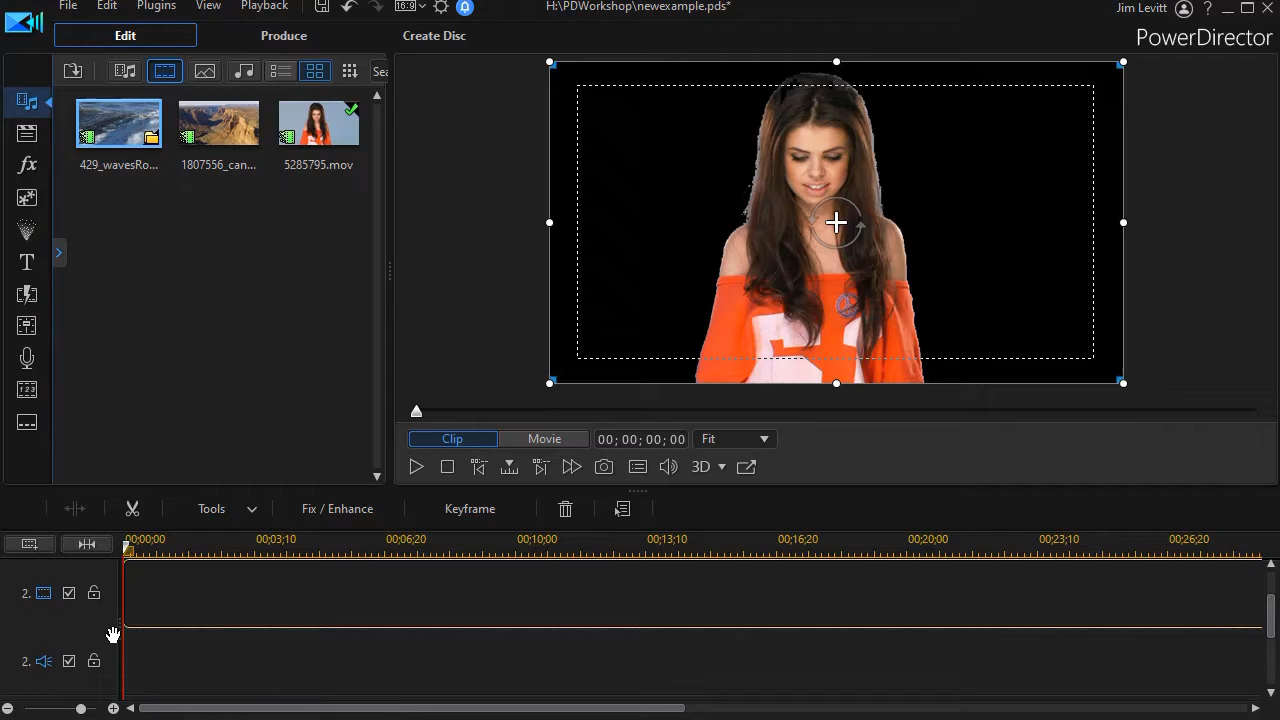 File Edit Plugins View Playback 16:9 H:\PDWorkshop\newexample.pds* Jim Levitt ?
Edit Produce Create Disc PowerDirector
Sea
429_wavesRo... 1807556_can... 5285795.mov
fx
T
Clip Movie 00;00;00;00 Fit
3D
Tools Fix / Enhance Keyframe
00;00;00 00;03;10 00;06;20 00;10;00 00;13;10 00;16;20 00;20;00 00;23;10 00;26;20
2.
2.